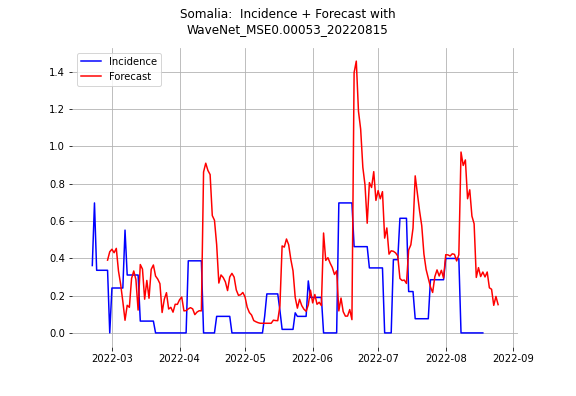 Somalia:  Incidence + Forecast with
WaveNet_MSE0.00053_20220815
Incidence
Forecast
1.4
1.2
1.0
0.8
0.6
0.4
0.2
0.0
2022-03 2022-04 2022-05 2022-06 2022-07 2022-08 2022-09